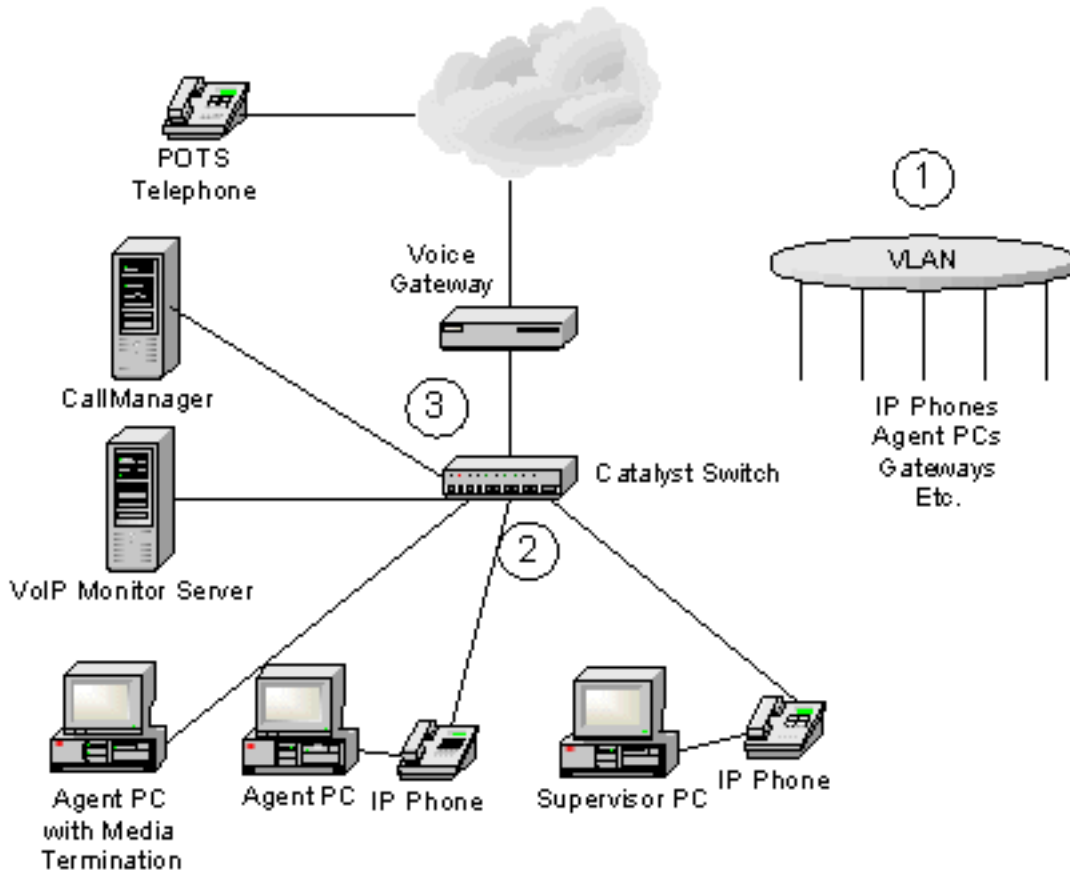 POTS
Telephone
1
Voice
Gateway
VLAN
CallManager
3
IP Phones
Agent PCs
Gateways
Etc.
Catalyst Switch
2
VoIP Monitor Server
Agent PC
with Media
Termination
Agent PC
IP Phone
Supervisor PC
IP Phone